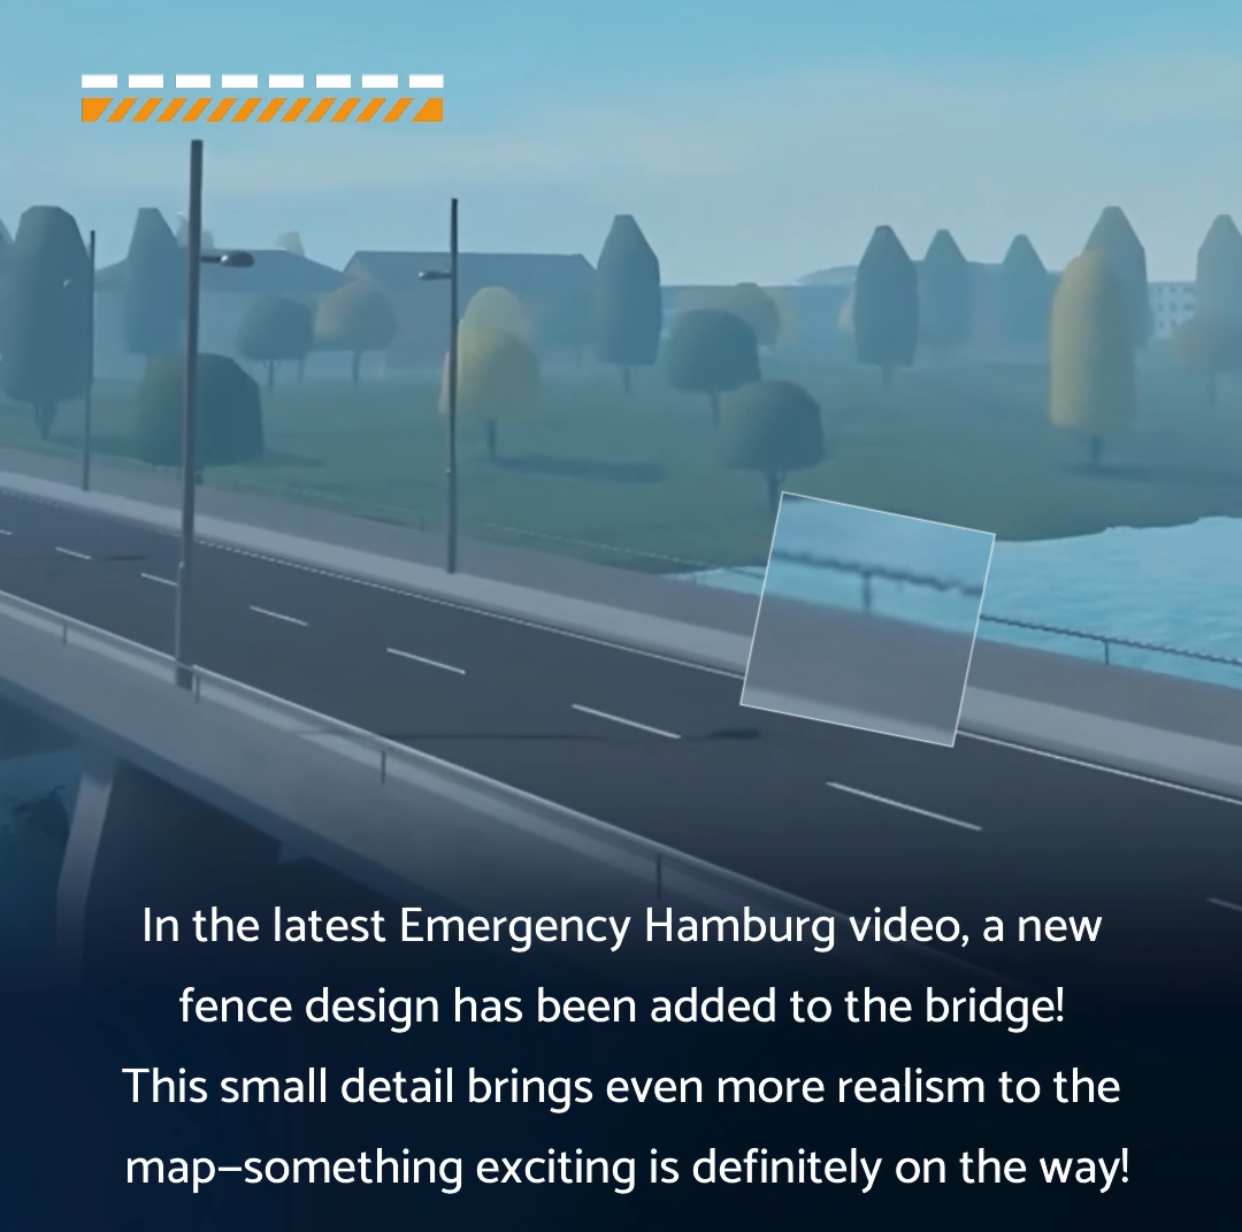 In the latest Emergency Hamburg video, a new
fence design has been added to the bridge!
This small detail brings even more realism to the
map—something exciting is definitely on the way!